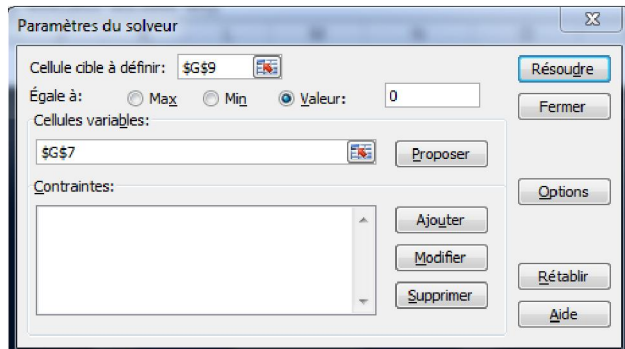 Paramètres du solveur
Cellule cible à définir: $G$9
Résoudre
Égale à: Max Min Valeur: 0
Fermer
Cellules variables:
$G$7
Proposer
Contraintes:
Options
Ajouter
Modifier
Rétablir
Supprimer
Aide